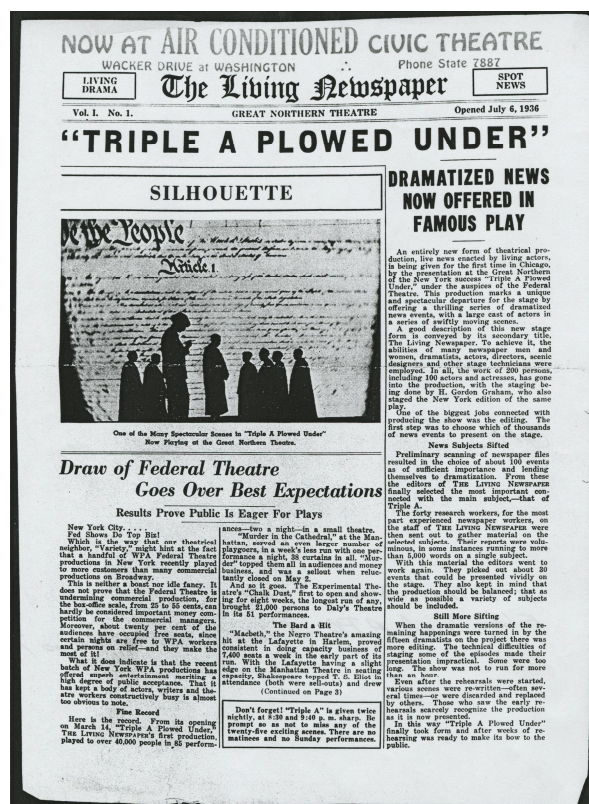 NOW AT AIR CONDITIONED CIVIC THEATRE
WACKER DRIVE at WASHINGTON ∴ Phone State 7887
LIVING
DRAMA
The Living Newspaper
SPOT
NEWS
Vol. I. No. 1.
GREAT NORTHERN THEATRE
Opened July 6, 1936
"TRIPLE A PLOWED UNDER"
SILHOUETTE
We the People
Article 1
One of the Many Spectacular Scenes in "Triple A Plowed Under"
Now Playing at the Great Northern Theatre.
Draw of Federal Theatre
Goes Over Best Expectations
Results Prove Public Is Eager For Plays
New York City.....
Fed Shows Do Top Biz!
Which is the way that our theatrical
neighbor, "Variety," might hint at the fact
that a handful of WPA Federal Theatre
productions in New York recently played
to more customers than many commercial
productions on Broadway.
This is neither a boast nor idle fancy. It
does not prove that the Federal Theatre is
undermining commercial production, for
the box-office scale, from 25 to 55 cents, can
hardly be considered important money com-
petition for the commercial managers.
Moreover, about twenty per cent of the
audiences have occupied free seats, since
certain nights are free to WPA workers
and persons on relief—and they make the
most of it!
What it does indicate is that the recent
batch of New York WPA productions has
offered superb entertainment meriting a
high degree of public acceptance. That it
has kept a body of actors, writers and the-
atre workers constructively busy is almost
too obvious to note.
Fine Record
Here is the record. From its opening
on March 14, "Triple A Plowed Under,"
THE LIVING NEWSPAPER'S first production,
played to over 40,000 people in 85 perform-
ances—two a night—in a small theatre.
"Murder in the Cathedral," at the Man-
hattan, served an even larger number of
playgoers, in a week's less run with one per-
formance a night, 38 curtains in all. "Mur-
der" topped them all in audiences and money
business, and was a sellout when reluc-
tantly closed on May 2.
And so it goes. The Experimental The-
atre's "Chalk Dust," first to open and show-
ing for eight weeks, the longest run of any,
brought 21,000 persons to Daly's Theatre
in its 51 performances.
The Bard a Hit
"Macbeth," the Negro Theatre's amazing
hit at the Lafayette in Harlem, proved
consistent in doing capacity business of
7,400 seats a week in the early part of its
run. With the Lafayette having a slight
edge on the Manhattan Theatre in seating
capacity, Shakespeare topped T. S. Eliot in
attendance (both were sell-outs) and drew
(Continued on Page 3)
Don't forget! "Triple A" is given twice
nightly, at 8:30 and 9:40 p. m. sharp. Be
prompt so as not to miss any of the
twenty-five exciting scenes. There are no
matinees and no Sunday performances.
DRAMATIZED NEWS
NOW OFFERED IN
FAMOUS PLAY
An entirely new form of theatrical pro-
duction, live news enacted by living actors,
is being given for the first time in Chicago,
by the presentation at the Great Northern
of the New York success "Triple A Plowed
Under," under the auspices of the Federal
Theatre. This production marks a unique
and spectacular departure for the stage by
offering a thrilling series of dramatized
news events, with a large cast of actors in
a series of swiftly moving scenes.
A good description of this new stage
form is conveyed by its secondary title,
The Living Newspaper. To achieve it, the
abilities of many newspaper men and
women, dramatists, actors, directors, scenic
designers and other stage technicians were
employed. In all, the work of 200 persons,
including 100 actors and actresses, has gone
into the production, with the staging be-
ing done by H. Gordon Graham, who also
staged the New York edition of the same
play.
One of the biggest jobs connected with
producing the show was the editing. The
first step was to choose which of thousands
of news events to present on the stage.
News Subjects Sifted
Preliminary scanning of newspaper files
resulted in the choice of about 100 events
as of sufficient importance and lending
themselves to dramatization. From these
the editors of THE LIVING NEWSPAPER
finally selected the most important con-
nected with the main subject,—that of
Triple A.
The forty research workers, for the most
part experienced newspaper workers, on
the staff of THE LIVING NEWSPAPER were
then sent out to gather material on the
selected subjects. Their reports were volu-
minous, in some instances running to more
than 5,000 words on a single subject.
With this material the editors went to
work again. They picked out about 30
events that could be presented vividly on
the stage. They also kept in mind that
the production should be balanced; that as
wide as possible a variety of subjects
should be included.
Still More Sifting
When the dramatic versions of the re-
maining happenings were turned in by the
fifteen dramatists on the project there was
more editing. The technical difficulties of
staging some of the episodes made their
presentation impractical. Some were too
long. The show was not to run for more
than an hour.
Even after the rehearsals were started,
various scenes were re-written—often sev-
eral times—or were discarded and replaced
by others. Those who saw the early re-
hearsals scarcely recognize the production
as it is now presented.
In this way "Triple A Plowed Under"
finally took form and after weeks of re-
hearsing was ready to make its bow to the
public.